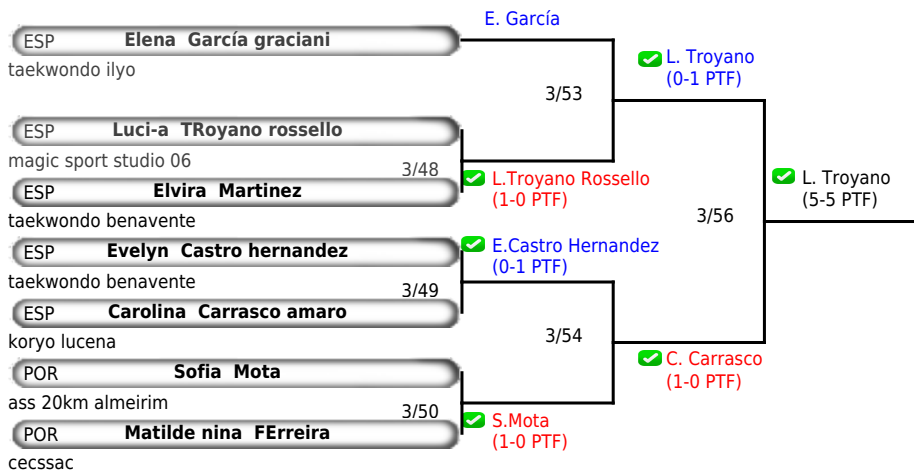 E. García
ESP Elena García graciani
taekwondo ilyo
L. Troyano
(0-1 PTF)
3/53
ESP Luci-a TRoyano rossello
magic sport studio 06
3/48
L.Troyano Rossello
(1-0 PTF)
ESP Elvira Martinez
taekwondo benavente
L. Troyano
(5-5 PTF)
3/56
ESP Evelyn Castro hernandez
taekwondo benavente
E.Castro Hernandez
(0-1 PTF)
3/49
ESP Carolina Carrasco amaro
koryo lucena
3/54
C. Carrasco
(1-0 PTF)
POR Sofia Mota
ass 20km almeirim
3/50
S.Mota
(1-0 PTF)
POR Matilde nina FErreira
cecssac